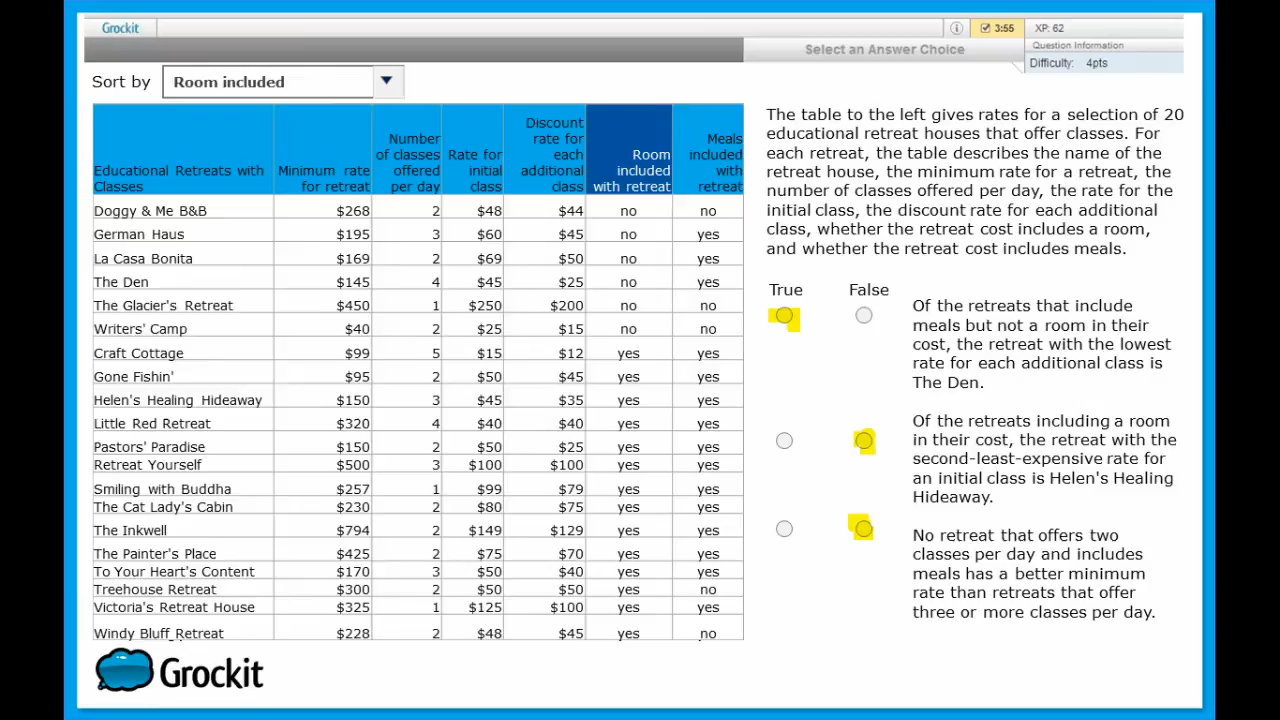 Grockit
3:55
XP: 62
Select an Answer Choice
Question Information
Difficulty: 4pts
Sort by Room included
Educational Retreats with Classes | Minimum rate for retreat | Number of classes offered per day | Rate for initial class | Discount rate for each additional class | Room included with retreat | Meals included with retreat
Doggy & Me B&B $268 2 $48 $44 no no
German Haus $195 3 $60 $45 no yes
La Casa Bonita $169 2 $69 $50 no yes
The Den $145 4 $45 $25 no yes
The Glacier's Retreat $450 1 $250 $200 no no
Writers' Camp $40 2 $25 $15 no no
Craft Cottage $99 5 $15 $12 yes yes
Gone Fishin' $95 2 $50 $45 yes yes
Helen's Healing Hideaway $150 3 $45 $35 yes yes
Little Red Retreat $320 4 $40 $40 yes yes
Pastors' Paradise $150 2 $50 $25 yes yes
Retreat Yourself $500 3 $100 $100 yes yes
Smiling with Buddha $257 1 $99 $79 yes yes
The Cat Lady's Cabin $230 2 $80 $75 yes yes
The Inkwell $794 2 $149 $129 yes yes
The Painter's Place $425 2 $75 $70 yes yes
To Your Heart's Content $170 3 $50 $40 yes yes
Treehouse Retreat $300 2 $50 $50 yes no
Victoria's Retreat House $325 1 $125 $100 yes yes
Windy Bluff Retreat $228 2 $48 $45 yes no
The table to the left gives rates for a selection of 20
educational retreat houses that offer classes. For
each retreat, the table describes the name of the
retreat house, the minimum rate for a retreat, the
number of classes offered per day, the rate for the
initial class, the discount rate for each additional
class, whether the retreat cost includes a room,
and whether the retreat cost includes meals.
True False
Of the retreats that include
meals but not a room in their
cost, the retreat with the lowest
rate for each additional class is
The Den.
Of the retreats including a room
in their cost, the retreat with the
second-least-expensive rate for
an initial class is Helen's Healing
Hideaway.
No retreat that offers two
classes per day and includes
meals has a better minimum
rate than retreats that offer
three or more classes per day.
Grockit